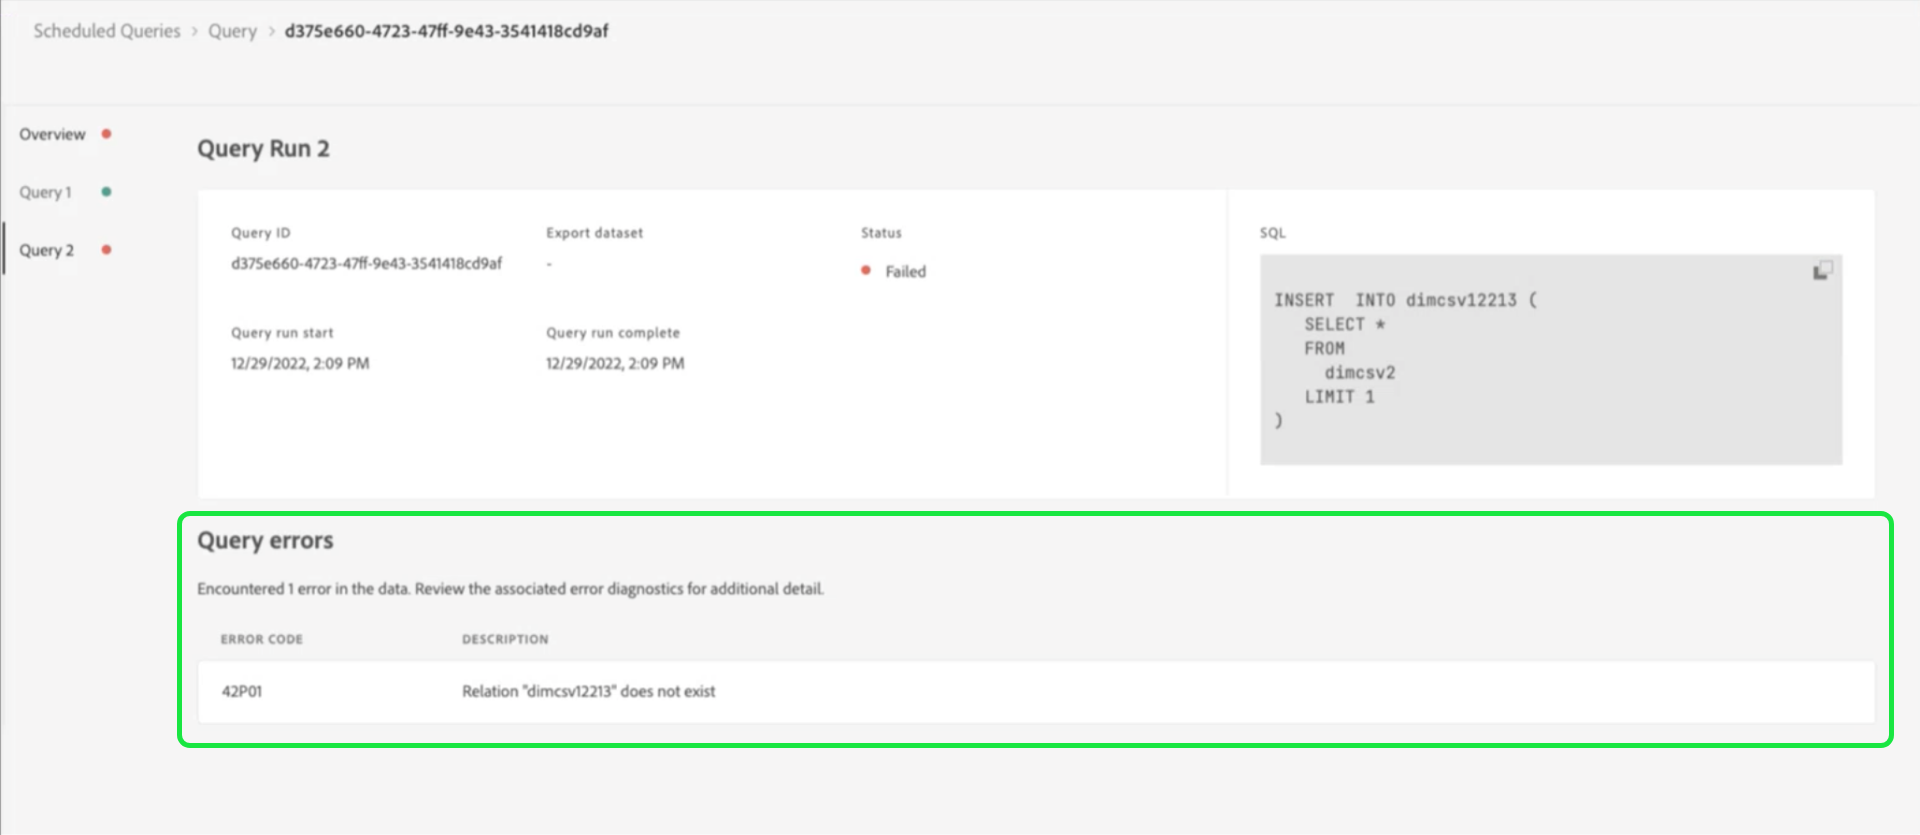 Scheduled Queries > Query > d375e660-4723-47ff-9e43-3541418cd9af
Overview
Query 1
Query 2
Query Run 2
Query ID
d375e660-4723-47ff-9e43-3541418cd9af
Export dataset
-
Status
Failed
Query run start
12/29/2022, 2:09 PM
Query run complete
12/29/2022, 2:09 PM
SQL
INSERT  INTO dimcsv12213 (
   SELECT *
   FROM
     dimcsv2
   LIMIT 1
)
Query errors
Encountered 1 error in the data. Review the associated error diagnostics for additional detail.
ERROR CODE DESCRIPTION
42P01 Relation "dimcsv12213" does not exist